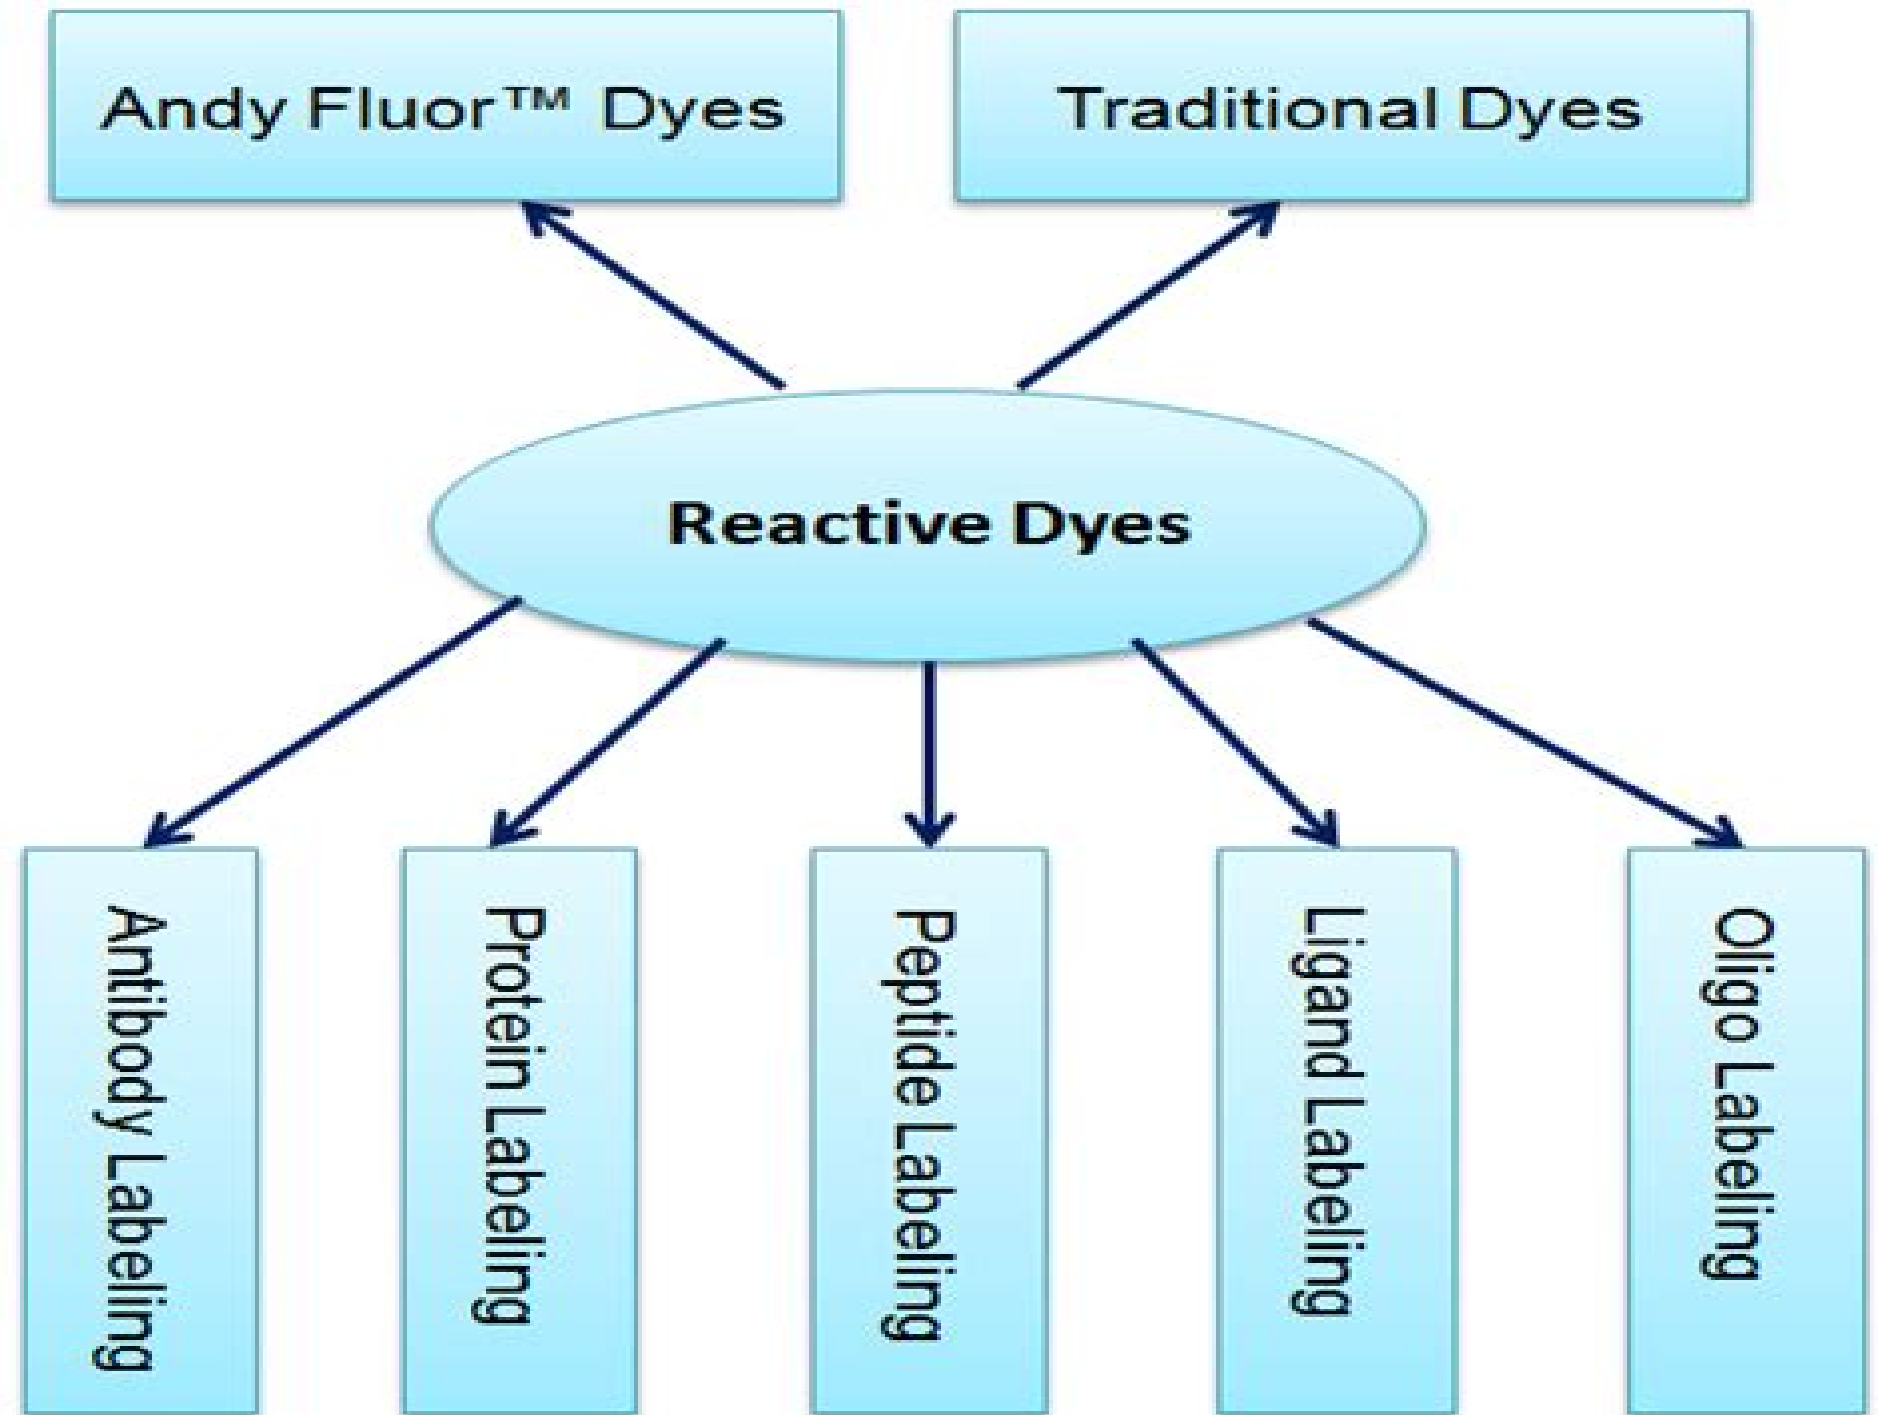 Andy Fluor™ Dyes
Traditional Dyes
Reactive Dyes
Antibody Labeling
Protein Labeling
Peptide Labeling
Ligand Labeling
Oligo Labeling